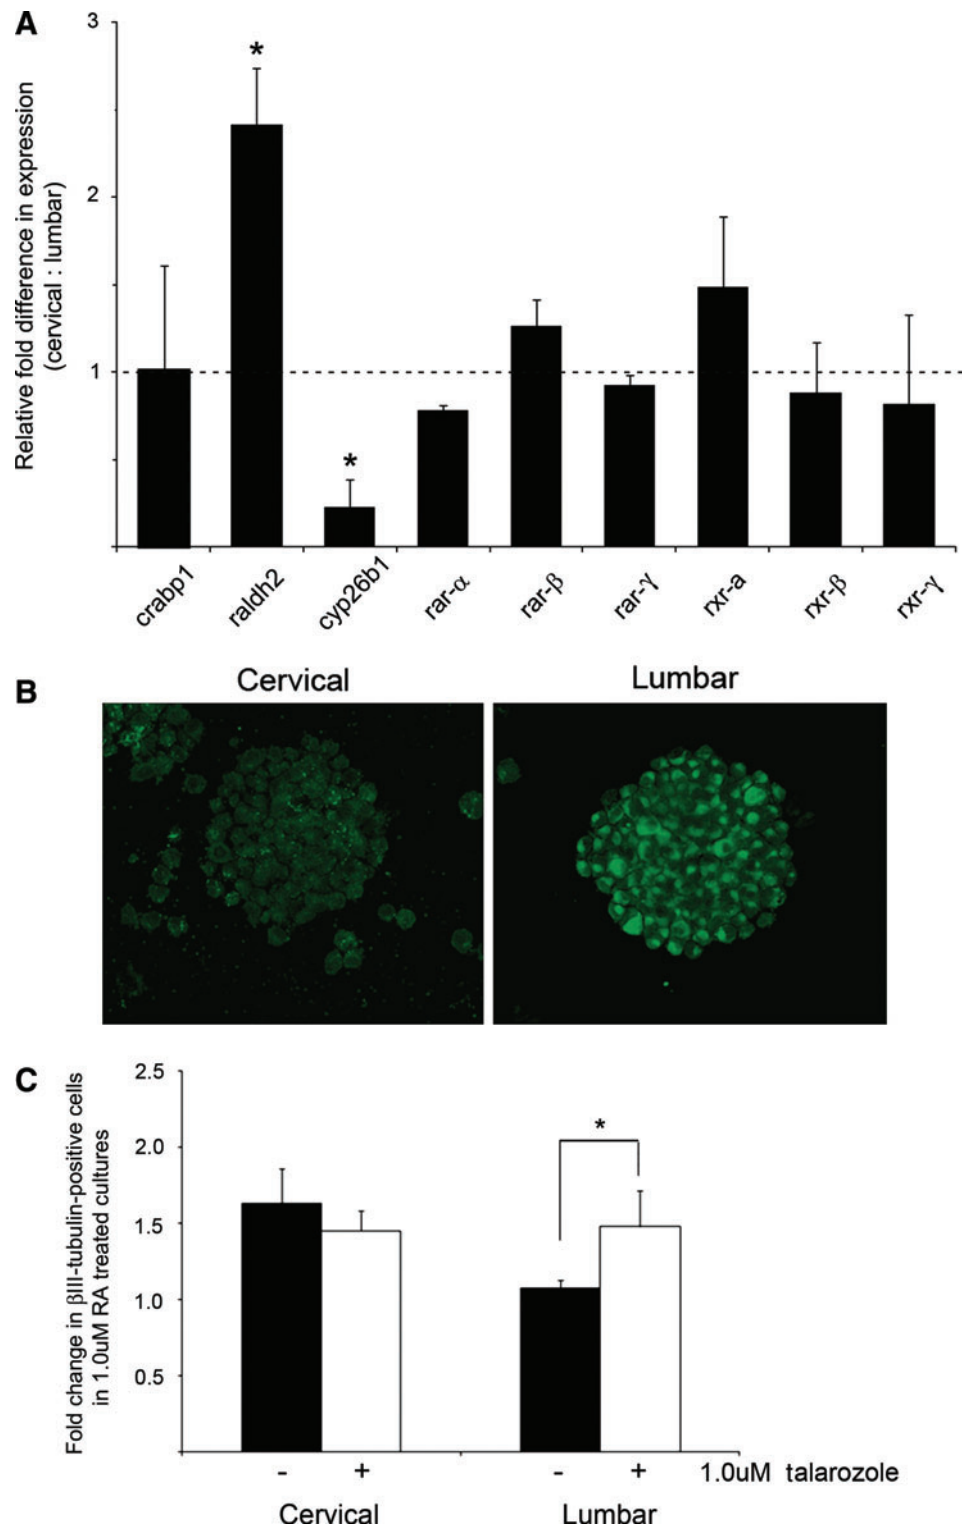 A
3
2
1
Relative fold difference in expression
(cervical : lumbar)
*
*
crabp1
raldh2
cyp26b1
rar-α
rar-β
rar-γ
rxr-a
rxr-β
rxr-γ
B
Cervical
Lumbar
C
Fold change in βIII-tubulin-positive cells
in 1.0uM RA treated cultures
2.5
2.0
1.5
1.0
0.5
*
- + - + 1.0uM talarozole
Cervical Lumbar